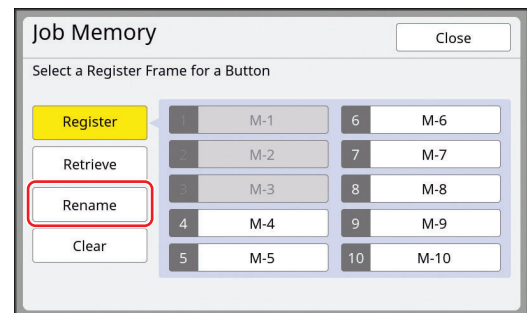 Job Memory
Close
Select a Register Frame for a Button
Register
Retrieve
Rename
Clear
1 M-1
2 M-2
3 M-3
4 M-4
5 M-5
6 M-6
7 M-7
8 M-8
9 M-9
10 M-10